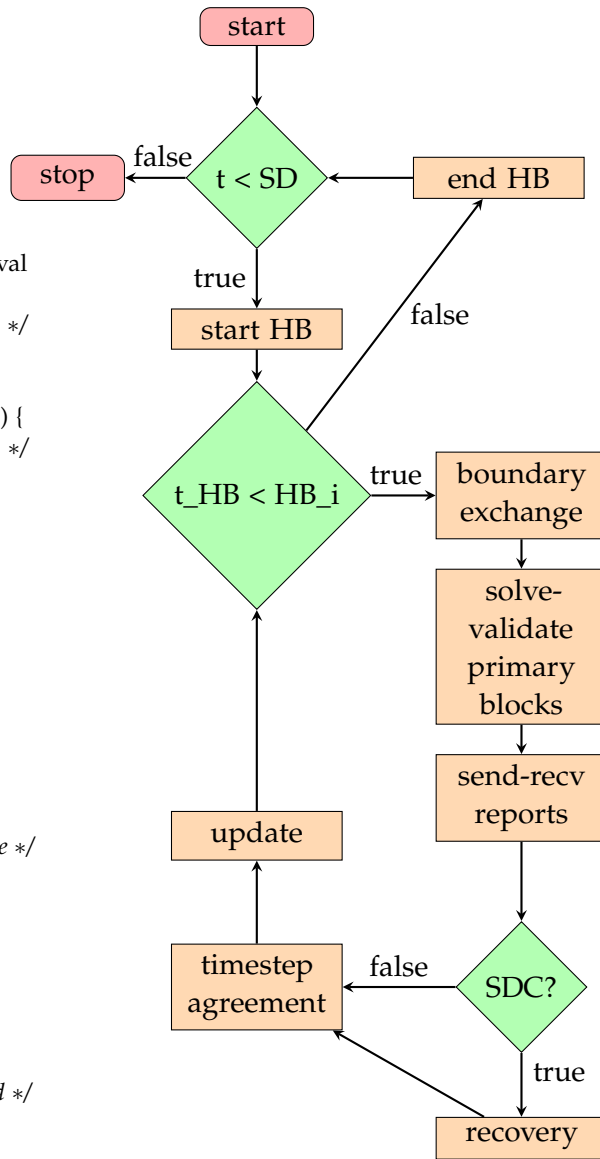 start
false
stop
t < SD
end HB
val
true
*/
start HB
false
) {
*/
true
t_HB < HB_i
boundary
exchange
solve-
validate
primary
blocks
send-recv
reports
update
e */
timestep
agreement
false
SDC?
true
d */
recovery